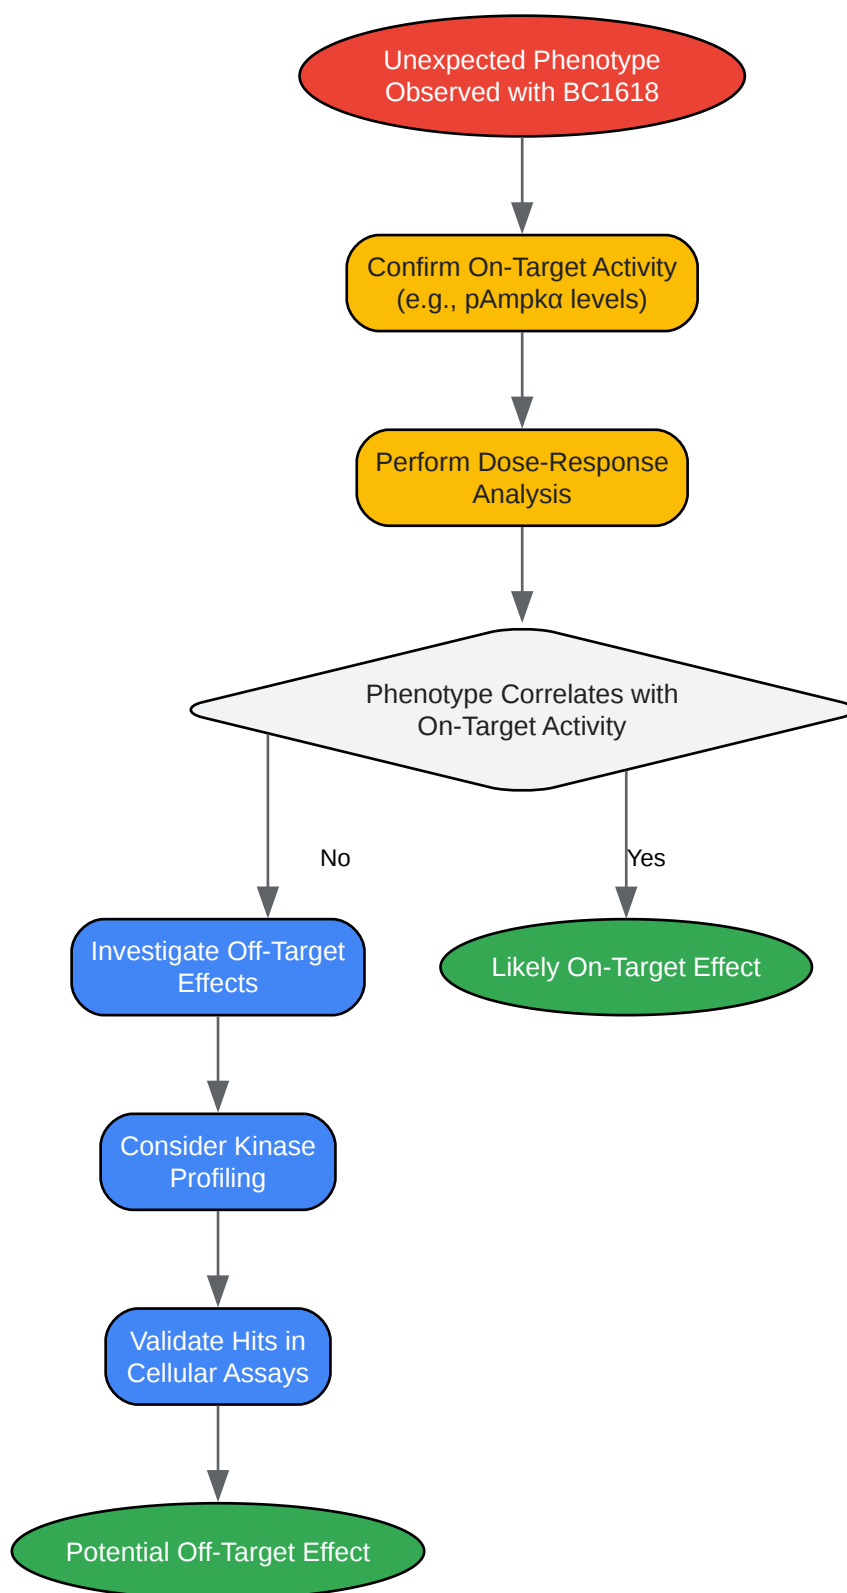 Unexpected Phenotype
Observed with BC1618
Confirm On-Target Activity
(e.g., pAmpkα levels)
Perform Dose-Response
Analysis
Phenotype Correlates with
On-Target Activity
No
Yes
Investigate Off-Target
Effects
Likely On-Target Effect
Consider Kinase
Profiling
Validate Hits in
Cellular Assays
Potential Off-Target Effect